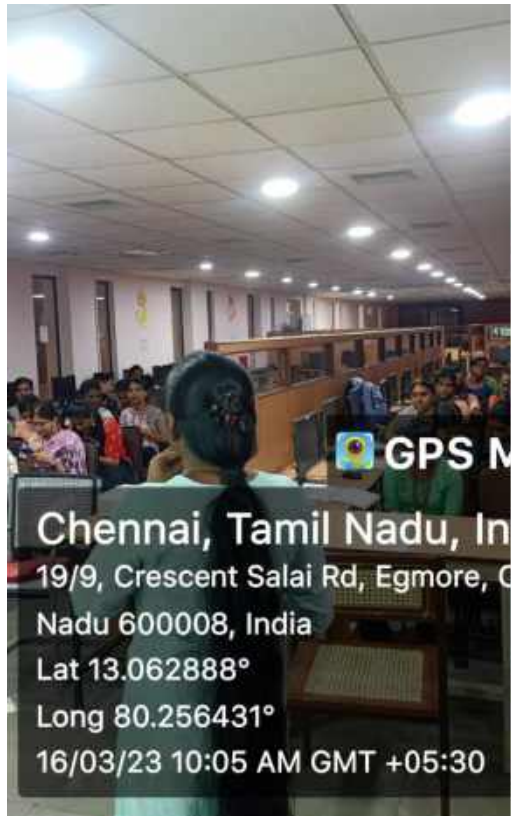 GPS M
Chennai, Tamil Nadu, In
19/9, Crescent Salai Rd, Egmore, C
Nadu 600008, India
Lat 13.062888°
Long 80.256431°
16/03/23 10:05 AM GMT +05:30